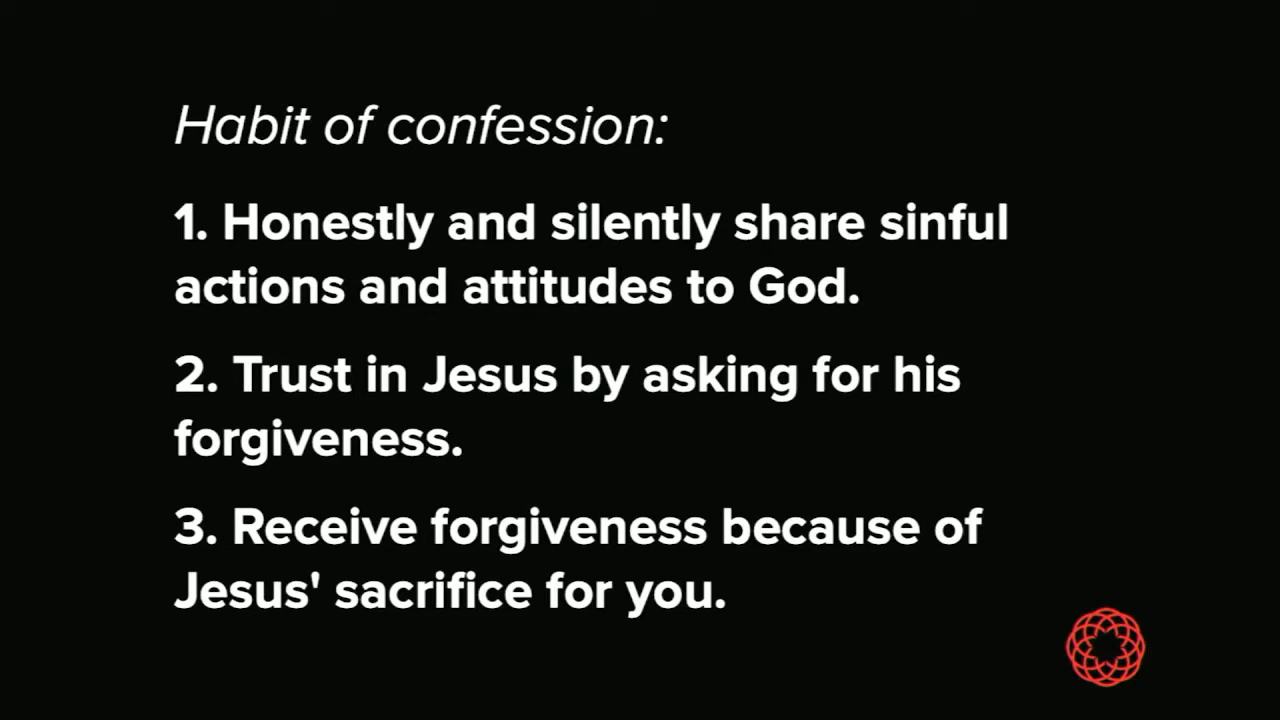 Habit of confession:
1. Honestly and silently share sinful
actions and attitudes to God.
2. Trust in Jesus by asking for his
forgiveness.
3. Receive forgiveness because of
Jesus' sacrifice for you.